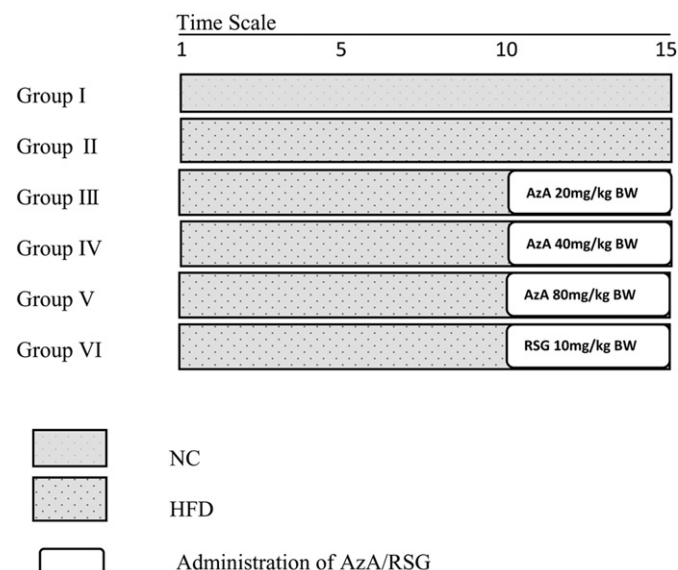 Time Scale
1 5 10 15
Group I
Group II
Group III AzA 20mg/kg BW
Group IV AzA 40mg/kg BW
Group V AzA 80mg/kg BW
Group VI RSG 10mg/kg BW
NC
HFD
Administration of AzA/RSG